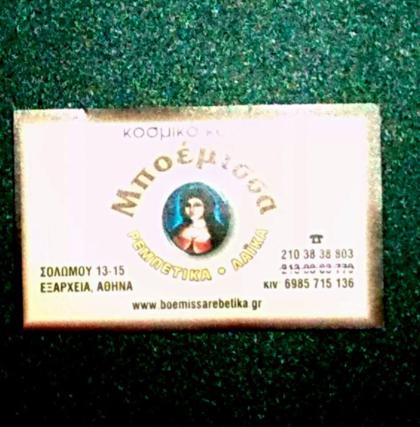 κοσμικό
Μποέμισσα
ΡΕΜΠΕΤΙΚΑ • ΛΑΪΚΑ
ΣΟΛΩΜΟΥ 13-15
ΕΞΑΡΧΕΙΑ, ΑΘΗΝΑ
☎
210 38 38 803
ΚΙΝ 6985 715 136
www.boemissarebetika.gr